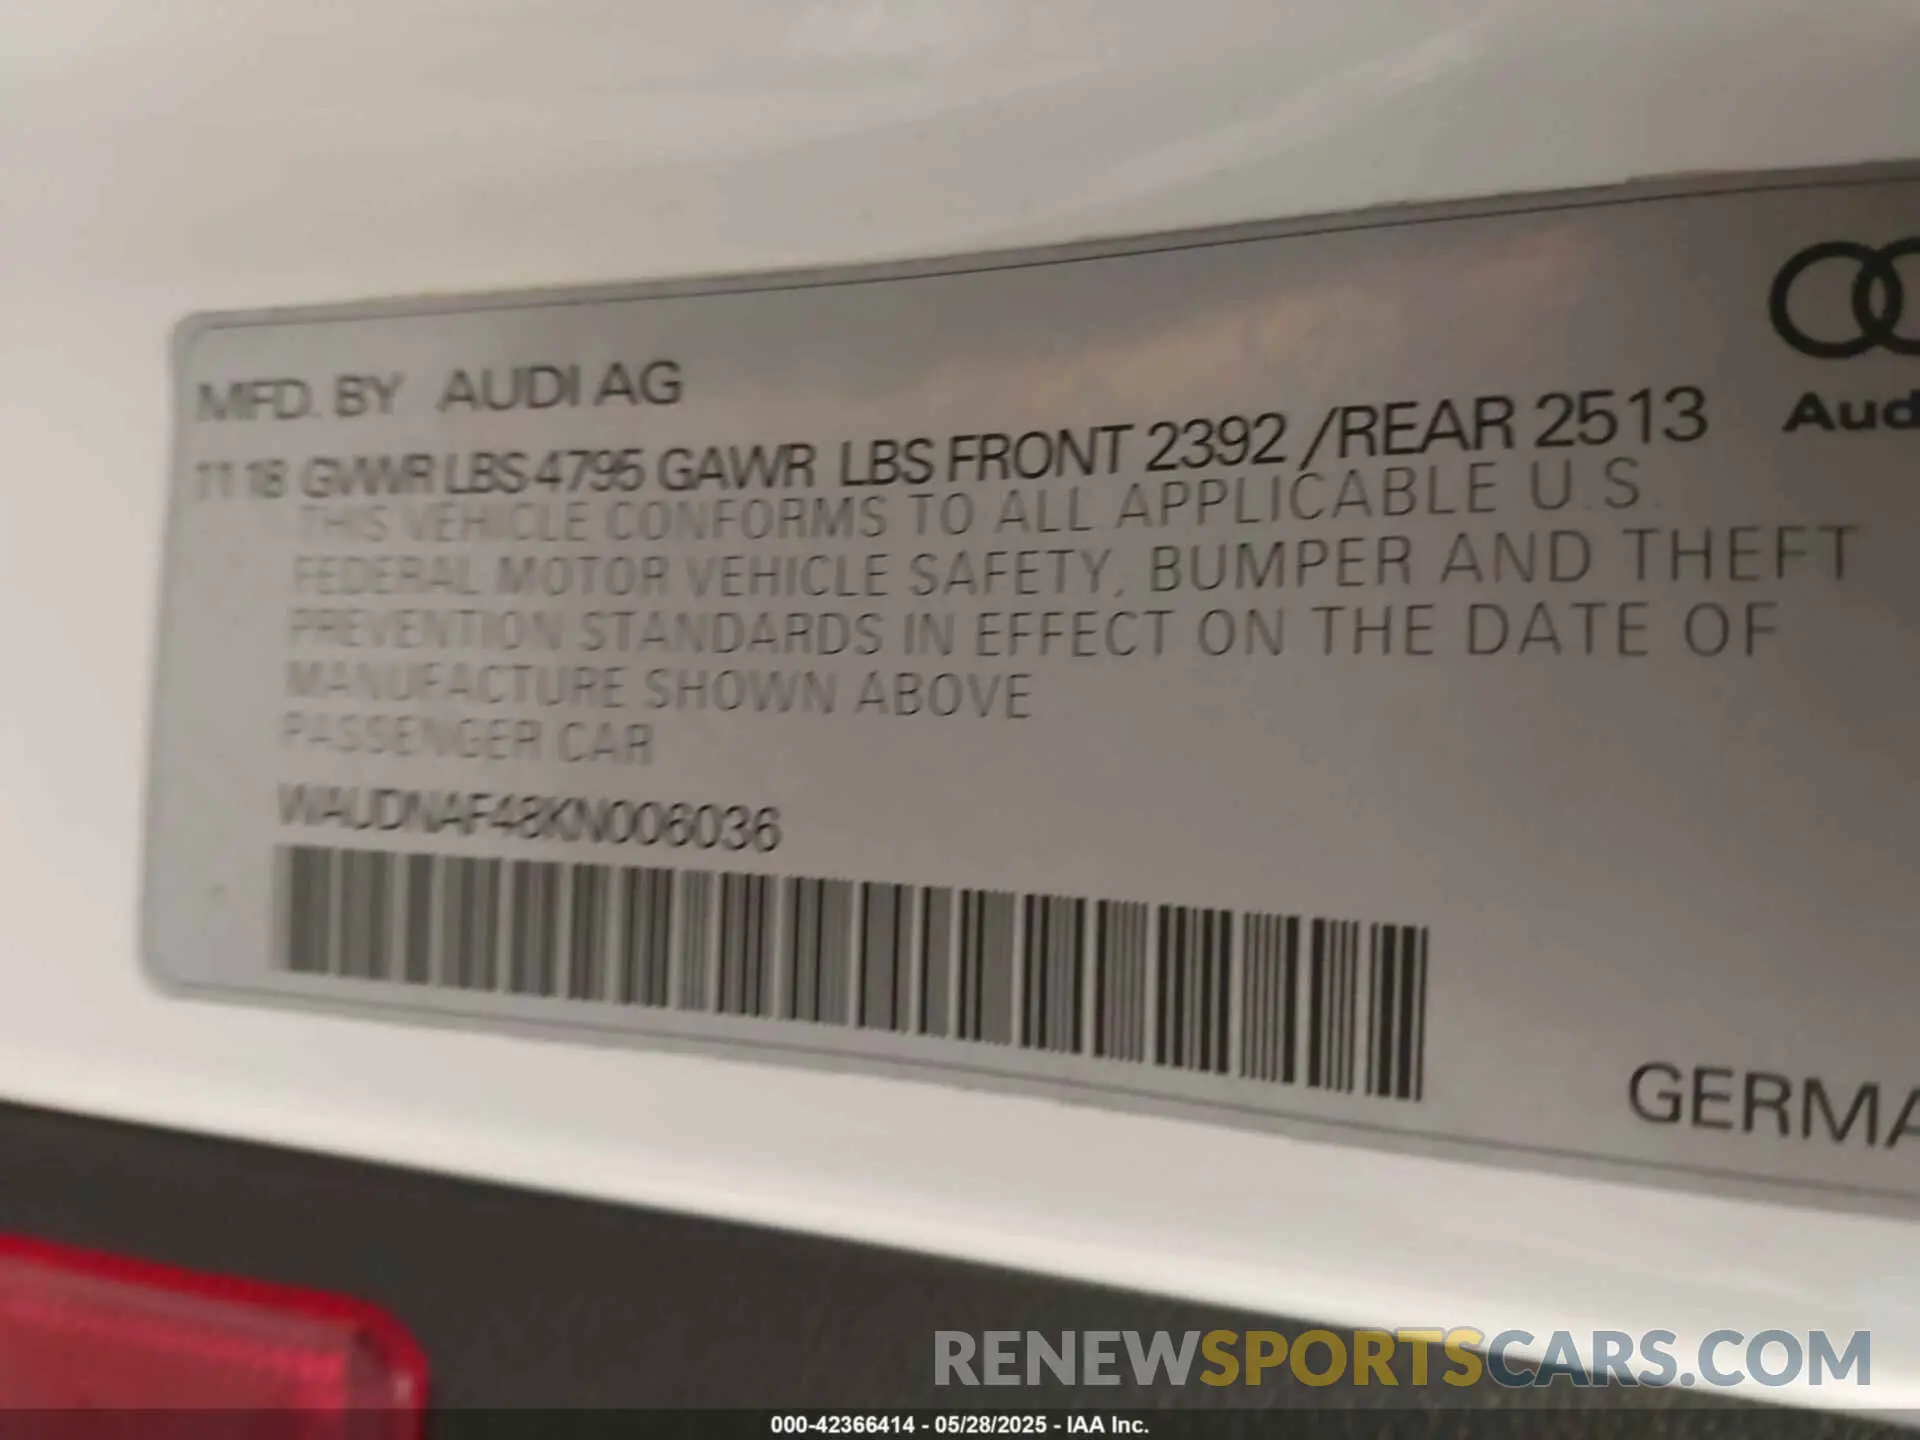 MFD. BY AUDI AG
11 18 GVWR LBS 4795 GAWR LBS FRONT 2392 /REAR 2513
THIS VEHICLE CONFORMS TO ALL APPLICABLE U.S.
FEDERAL MOTOR VEHICLE SAFETY, BUMPER AND THEFT
PREVENTION STANDARDS IN EFFECT ON THE DATE OF
MANUFACTURE SHOWN ABOVE
PASSENGER CAR
WAUDNAF48KN006036
Aud
GERMA
RENEWSPORTSCARS.COM
000-42366414 - 05/28/2025 - IAA Inc.